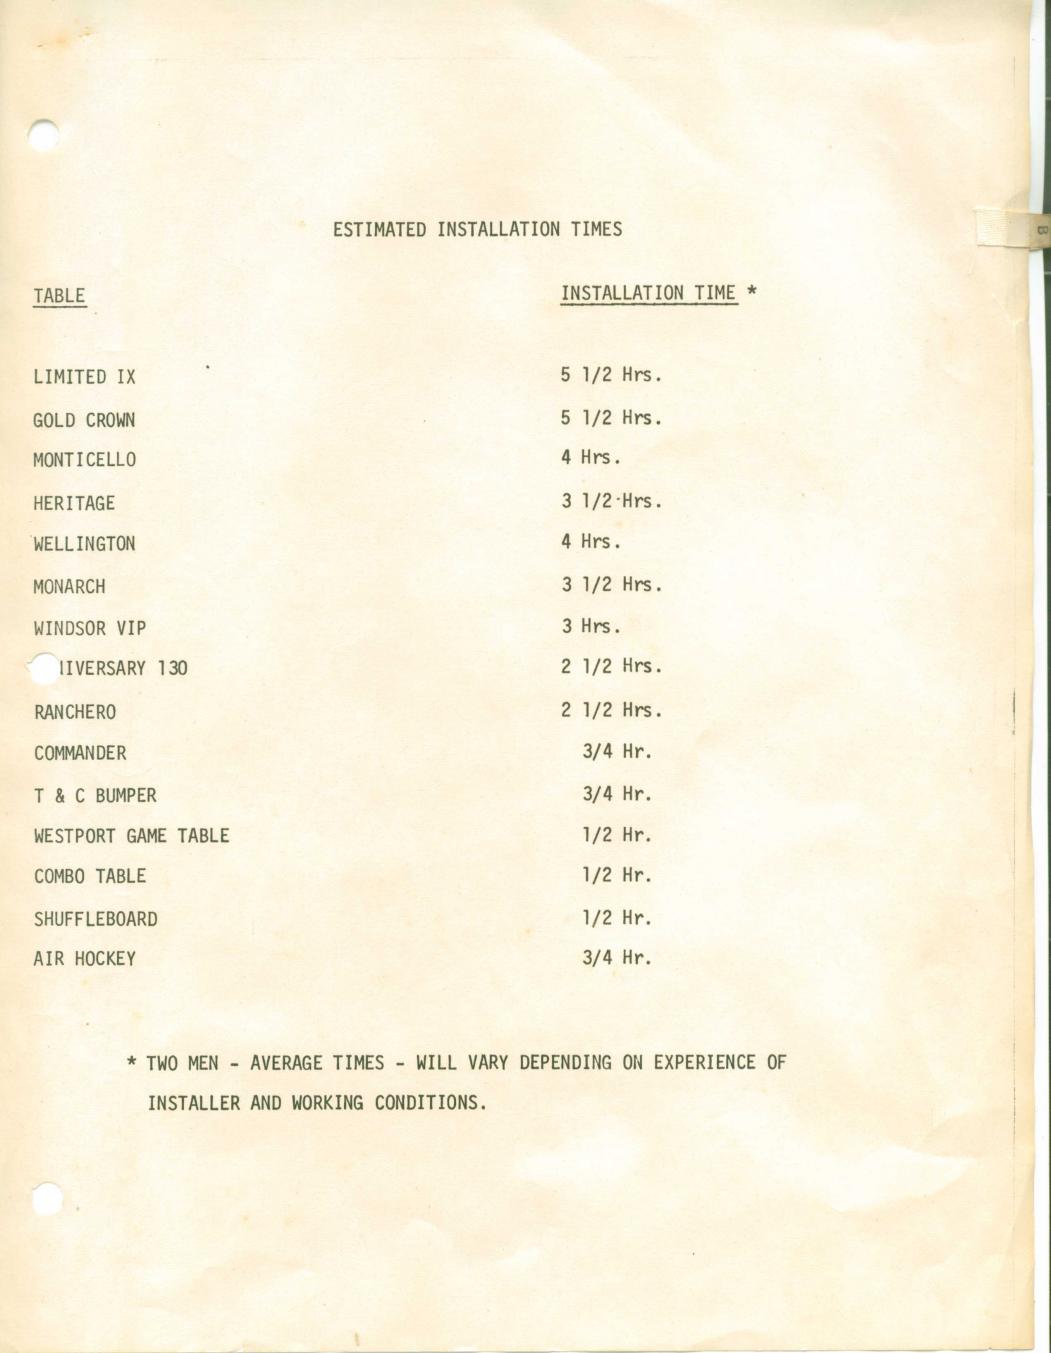 ESTIMATED INSTALLATION TIMES
TABLE INSTALLATION TIME *
LIMITED IX 5 1/2 Hrs.
GOLD CROWN 5 1/2 Hrs.
MONTICELLO 4 Hrs.
HERITAGE 3 1/2 Hrs.
WELLINGTON 4 Hrs.
MONARCH 3 1/2 Hrs.
WINDSOR VIP 3 Hrs.
NIVERSARY 130 2 1/2 Hrs.
RANCHERO 2 1/2 Hrs.
COMMANDER 3/4 Hr.
T & C BUMPER 3/4 Hr.
WESTPORT GAME TABLE 1/2 Hr.
COMBO TABLE 1/2 Hr.
SHUFFLEBOARD 1/2 Hr.
AIR HOCKEY 3/4 Hr.
* TWO MEN - AVERAGE TIMES - WILL VARY DEPENDING ON EXPERIENCE OF
INSTALLER AND WORKING CONDITIONS.
B